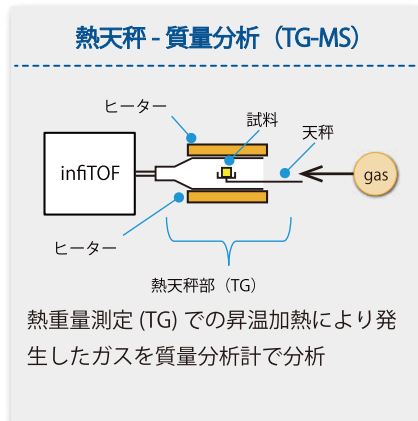 熱天秤 - 質量分析（TG-MS）
ヒーター
試料
天秤
infiTOF
gas
ヒーター
熱天秤部（TG）
熱重量測定 (TG) での昇温加熱により発
生したガスを質量分析計で分析